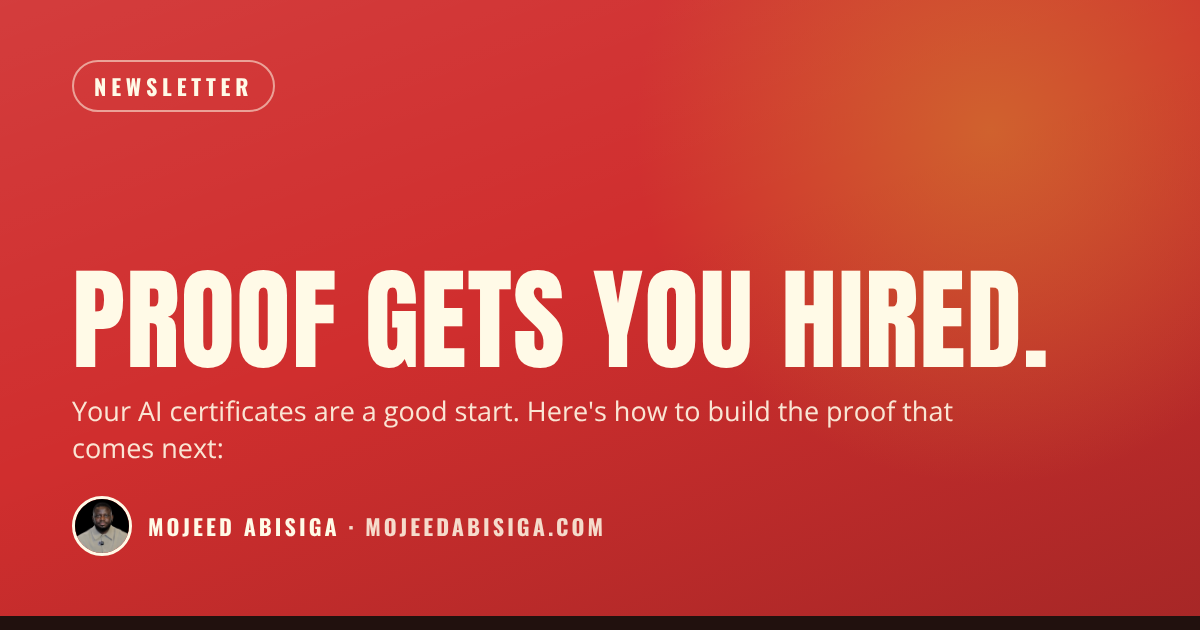 NEWSLETTER
PROOF GETS YOU HIRED.
Your AI certificates are a good start. Here's how to build the proof that
comes next:
MOJEED ABISIGA · MOJEEDABISIGA.COM